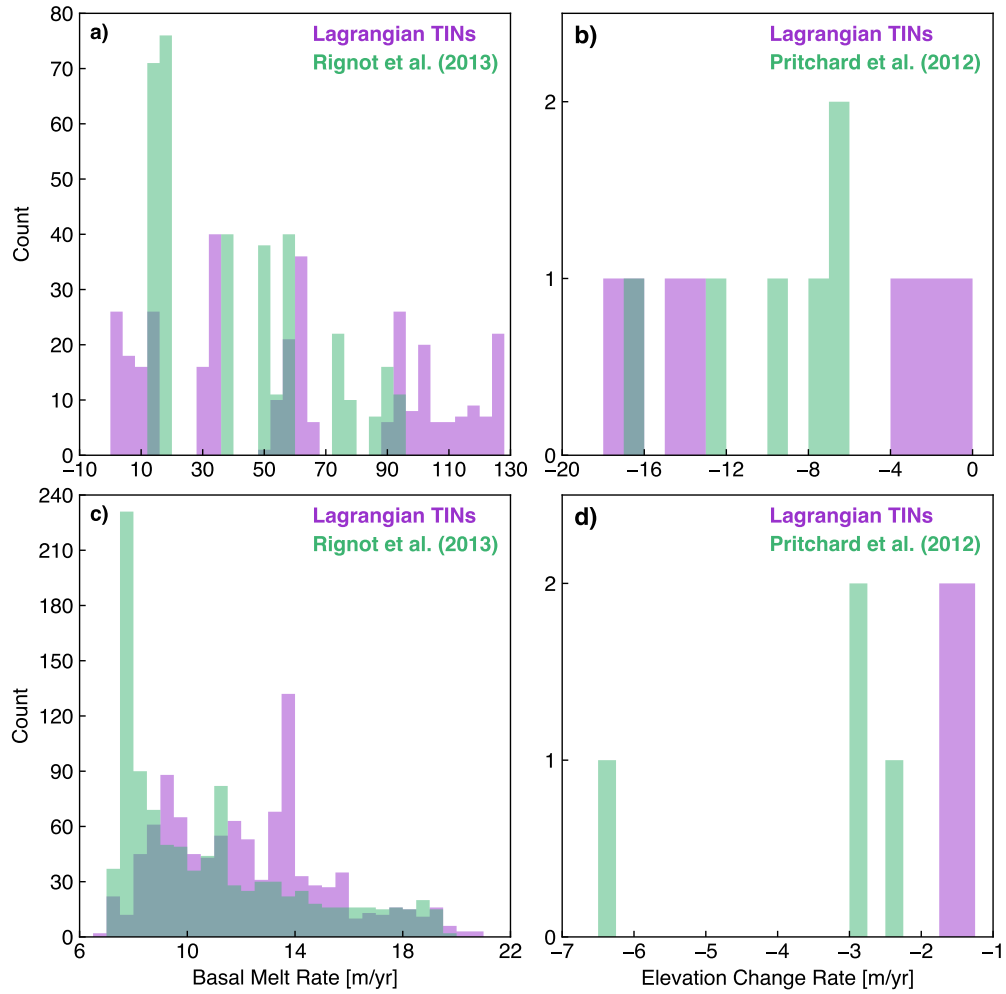 a)
Lagrangian TINs
Rignot et al. (2013)
Count
80
70
60
50
40
30
20
10
0
−10 10 30 50 70 90 110 130
b)
Lagrangian TINs
Pritchard et al. (2012)
2
1
0
−20 −16 −12 −8 −4 0
c)
Lagrangian TINs
Rignot et al. (2013)
Count
240
210
180
150
120
90
60
30
0
6 10 14 18 22
Basal Melt Rate [m/yr]
d)
Lagrangian TINs
Pritchard et al. (2012)
2
1
0
−7 −6 −5 −4 −3 −2 −1
Elevation Change Rate [m/yr]